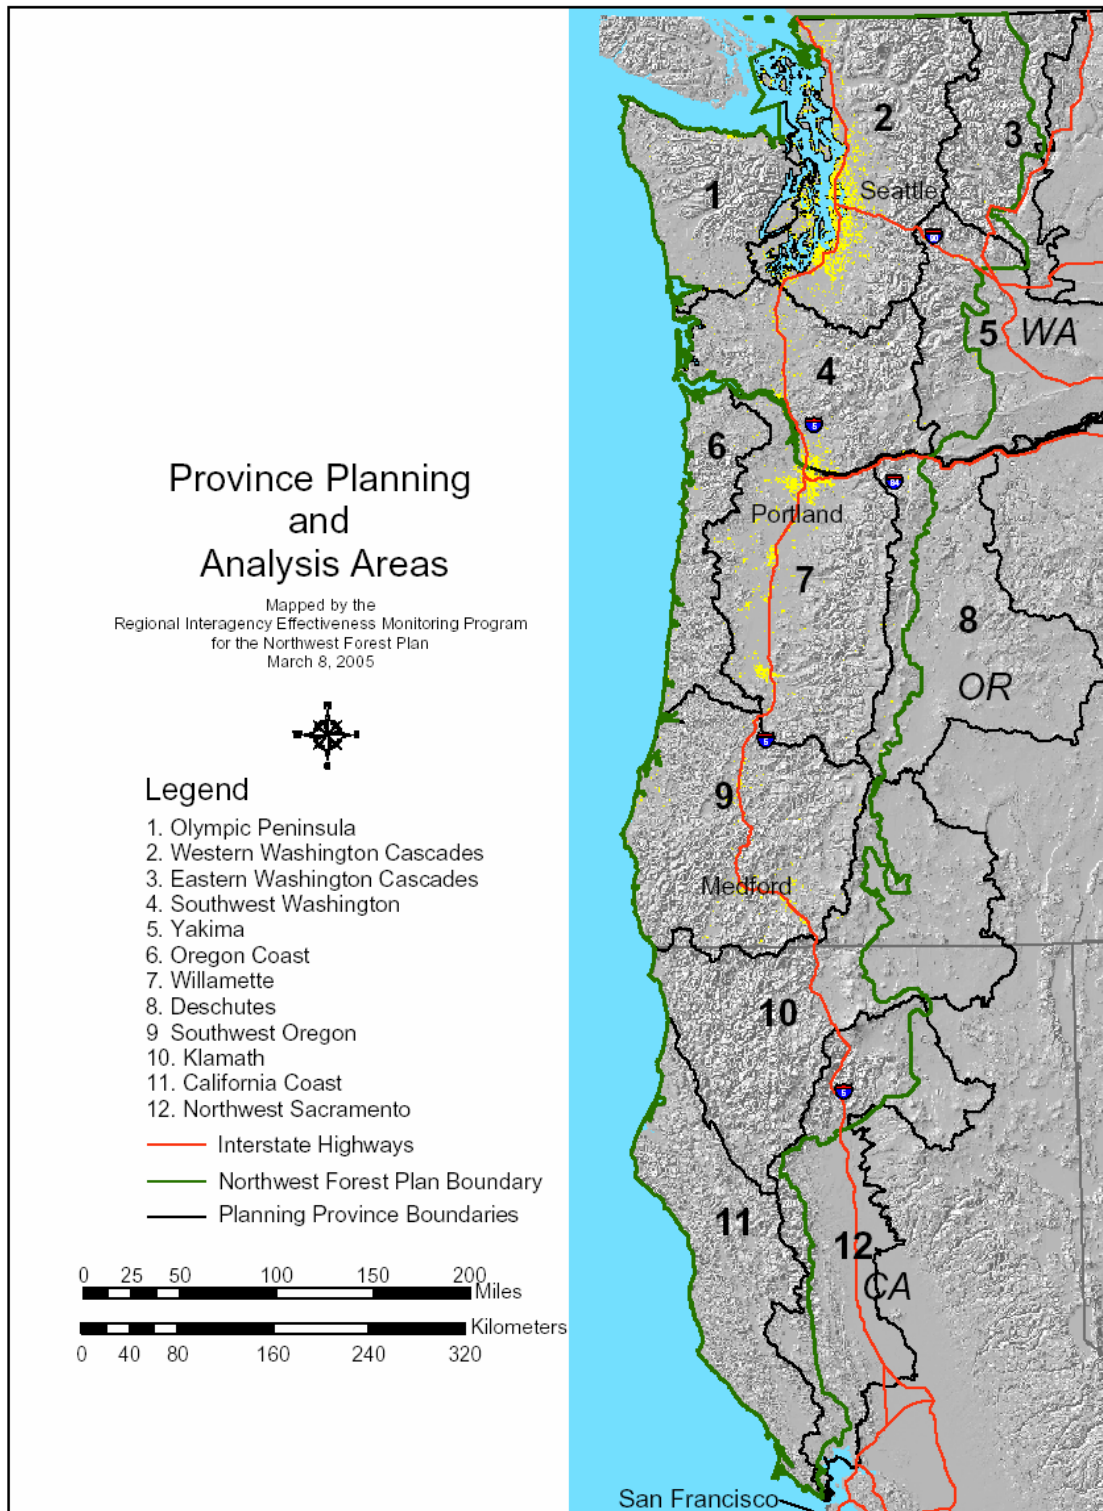 Province Planning
and
Analysis Areas
Mapped by the
Regional Interagency Effectiveness Monitoring Program
for the Northwest Forest Plan
March 8, 2005
N
W
E
S
Legend
1. Olympic Peninsula
2. Western Washington Cascades
3. Eastern Washington Cascades
4. Southwest Washington
5. Yakima
6. Oregon Coast
7. Willamette
8. Deschutes
9. Southwest Oregon
10. Klamath
11. California Coast
12. Northwest Sacramento
Interstate Highways
Northwest Forest Plan Boundary
Planning Province Boundaries
0 25 50 100 150 200
Miles
Kilometers
0 40 80 160 240 320
2
3
1
Seattle
90
5 WA
4
5
6
84
Portland
7
8
OR
5
9
Medford
10
5
11
12
CA
San Francisco